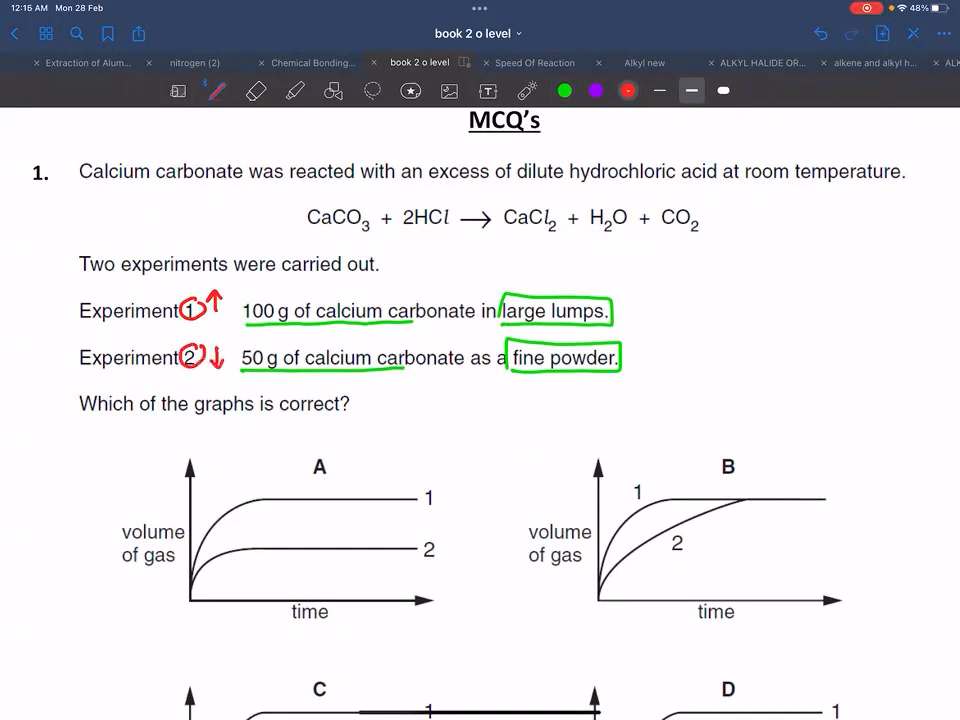 12:15 AM Mon 28 Feb
48%
book 2 o level
Extraction of Alum...
nitrogen (2)
Chemical Bonding...
book 2 o level
Speed Of Reaction
Alkyl new
ALKYL HALIDE OR...
alkene and alkyl h...
ALK
MCQ's
1. Calcium carbonate was reacted with an excess of dilute hydrochloric acid at room temperature.
CaCO3 + 2HCl → CaCl2 + H2O + CO2
Two experiments were carried out.
Experiment 1 ↑ 100 g of calcium carbonate in large lumps.
Experiment 2 ↓ 50 g of calcium carbonate as a fine powder.
Which of the graphs is correct?
A
1
2
volume
of gas
time
B
1
2
volume
of gas
time
C
1
D
1